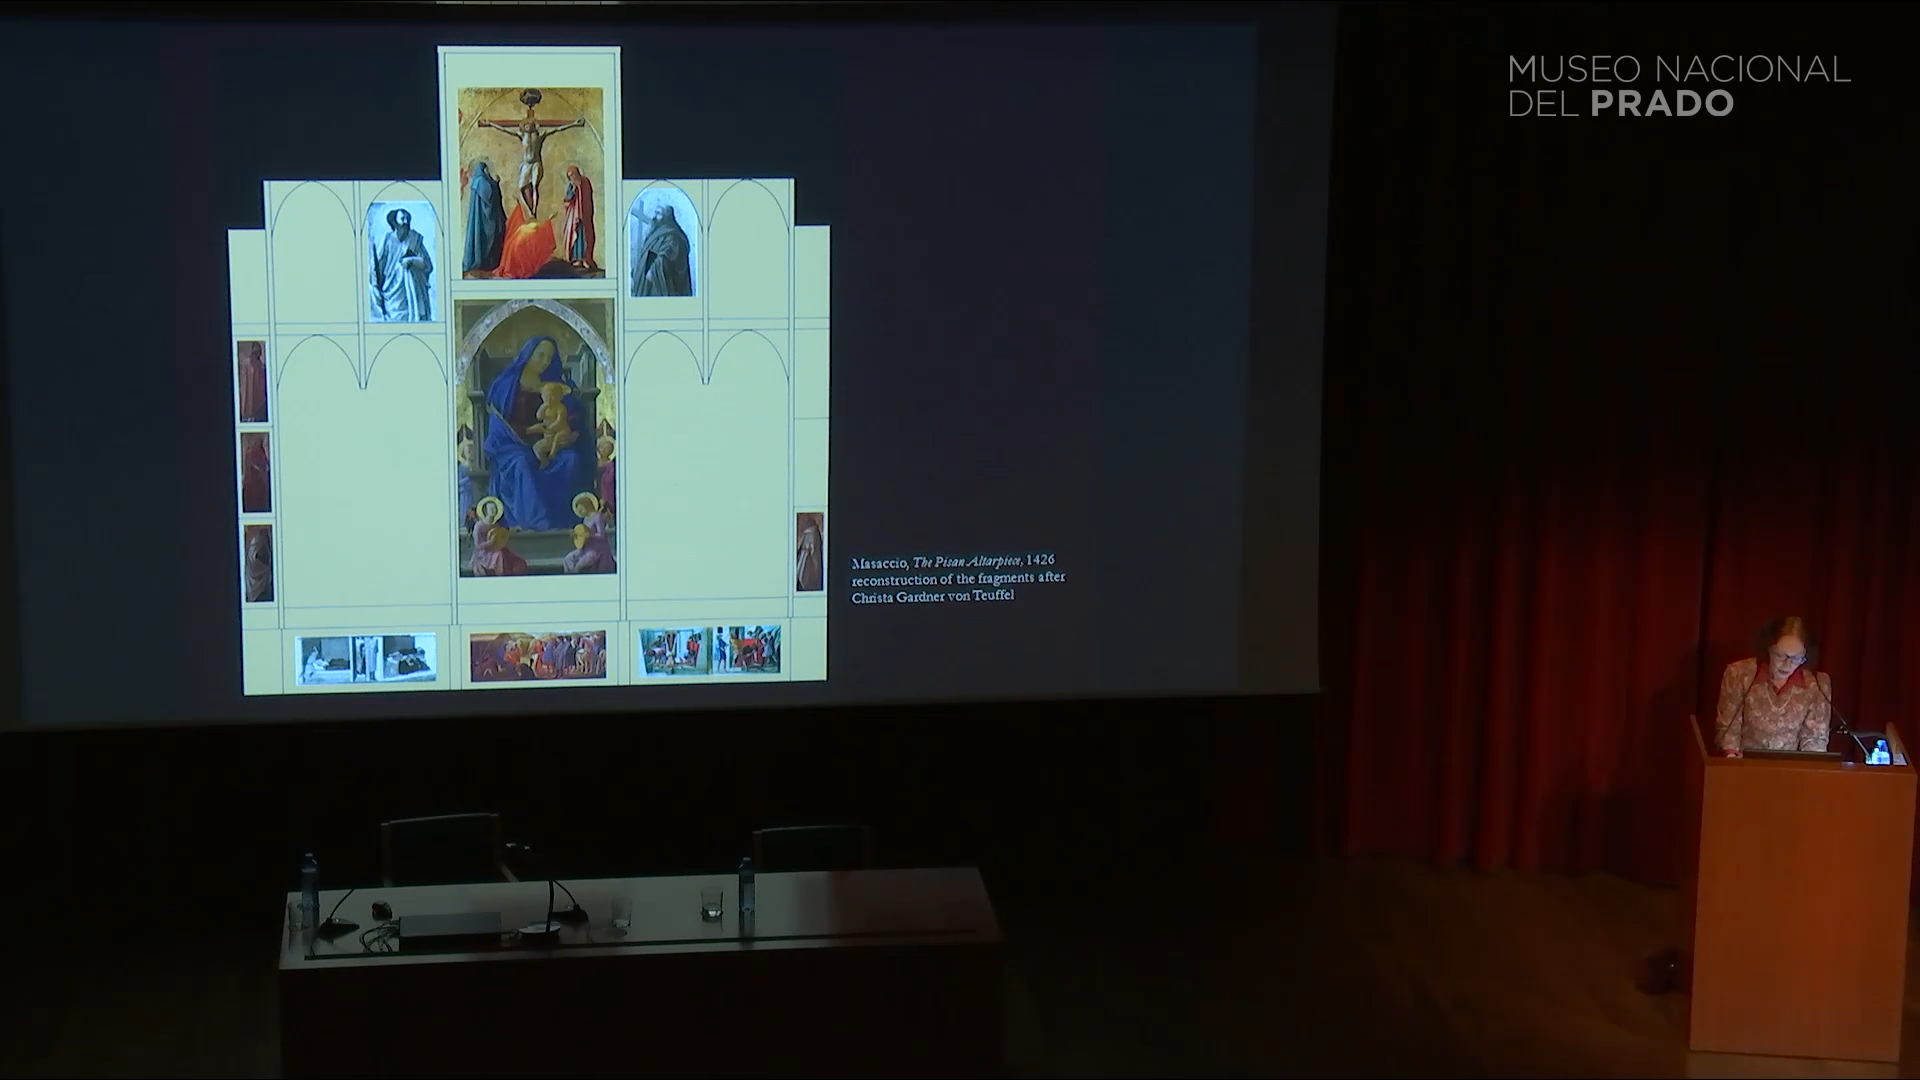 MUSEO NACIONAL
DEL PRADO
Masaccio, The Pisan Altarpiece, 1426
reconstruction of the fragments after
Christa Gardner von Teuffel